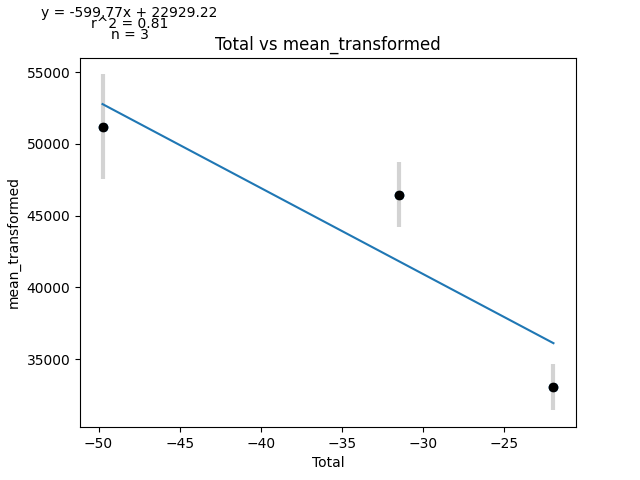 y = -599.77x + 22929.22
r^2 = 0.81
n = 3
Total vs mean_transformed
55000
50000
45000
40000
35000
mean_transformed
−50
−45
−40
−35
−30
−25
Total